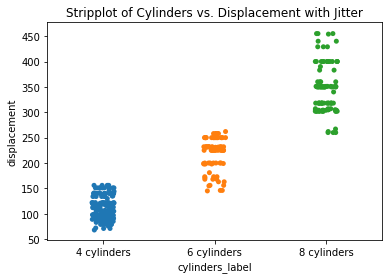 Stripplot of Cylinders vs. Displacement with Jitter
displacement
450
400
350
300
250
200
150
100
50
4 cylinders 6 cylinders 8 cylinders
cylinders_label